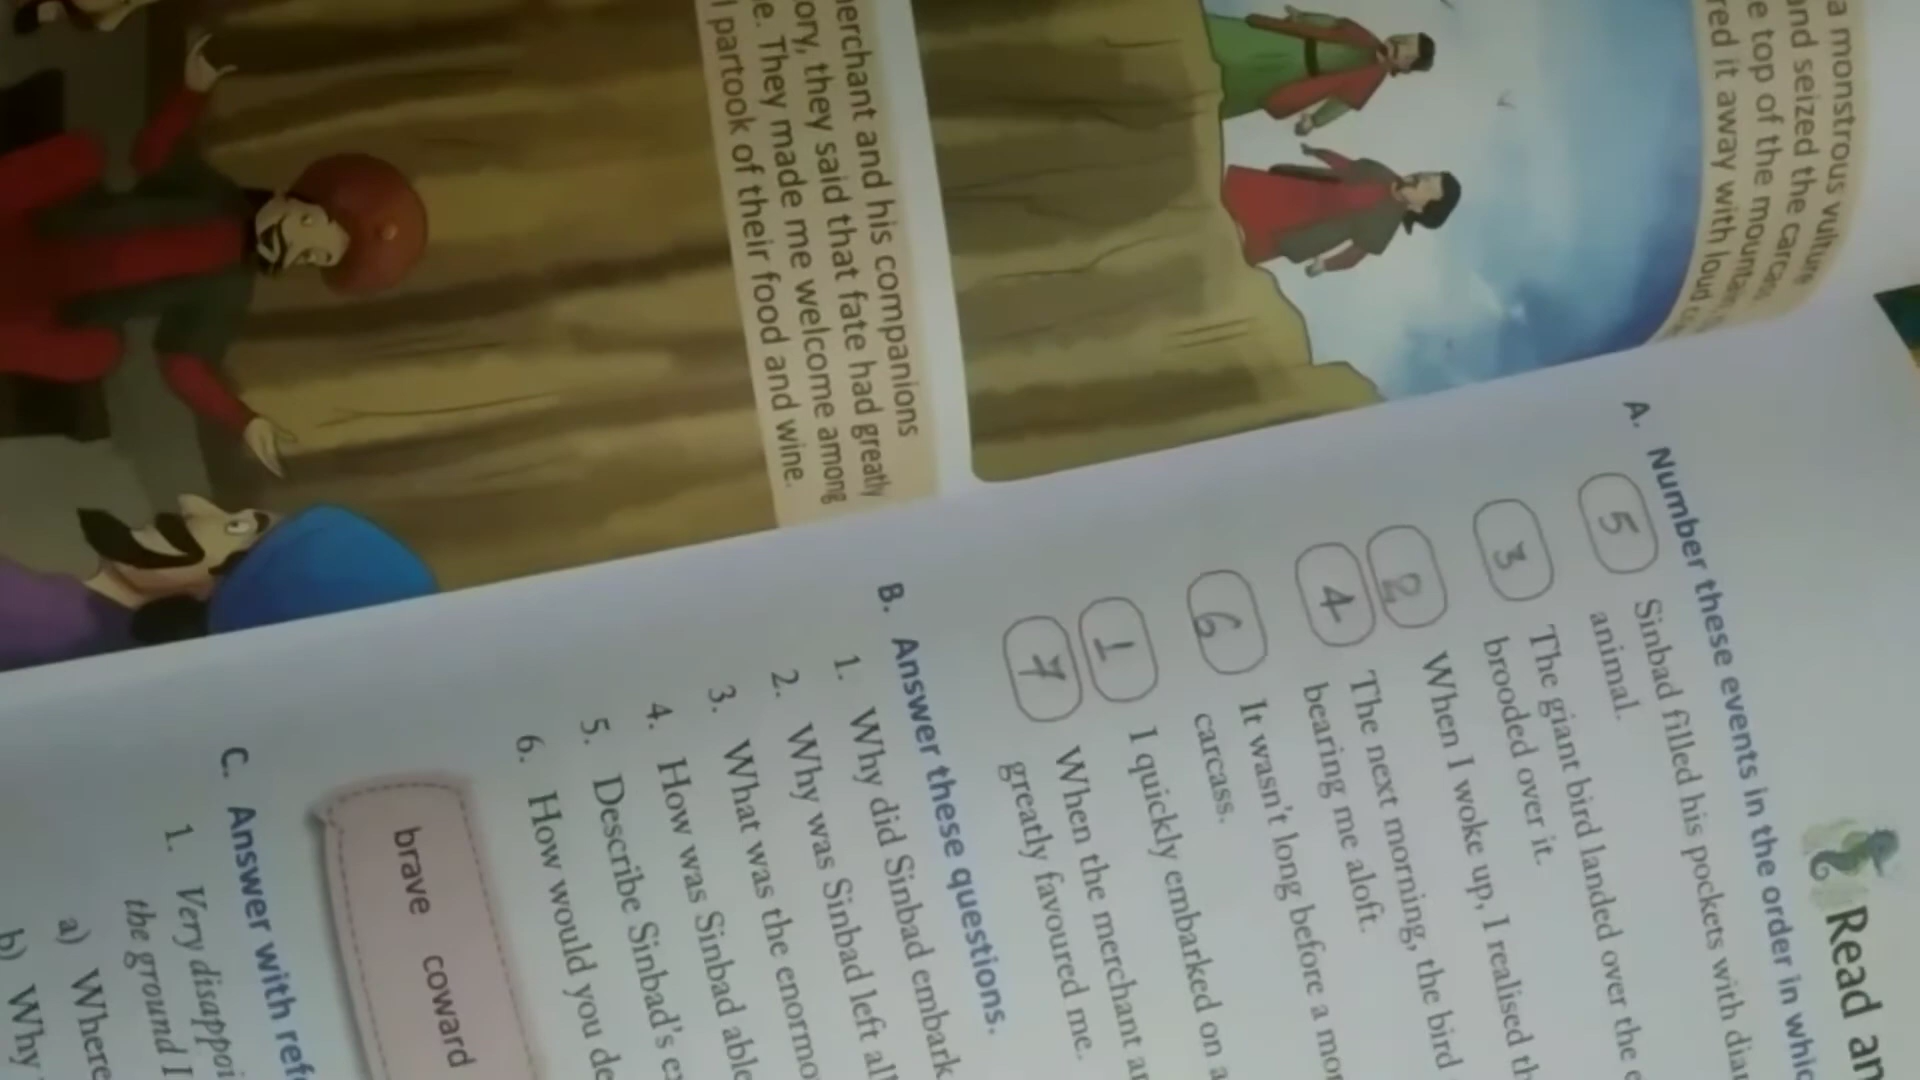 a monstrous vulture
and seized the carcass
e top of the mountain
red it away with loud
erchant and his companions
ory, they said that fate had greatly
e. They made me welcome among
I partook of their food and wine.
Read an
A. Number these events in the order in whic
5 Sinbad filled his pockets with dia
animal.
3 The giant bird landed over the e
brooded over it.
2 When I woke up, I realised th
4 The next morning, the bird
bearing me aloft.
6 It wasn't long before a mo
carcass.
1 I quickly embarked on a
7 When the merchant a
greatly favoured me.
B. Answer these questions.
1. Why did Sinbad embark
2. Why was Sinbad left al
3. What was the enormo
4. How was Sinbad able
5. Describe Sinbad's e
6. How would you de
brave coward
C. Answer with refe
1. Very disappoi
the ground I
a) Where
b) Why